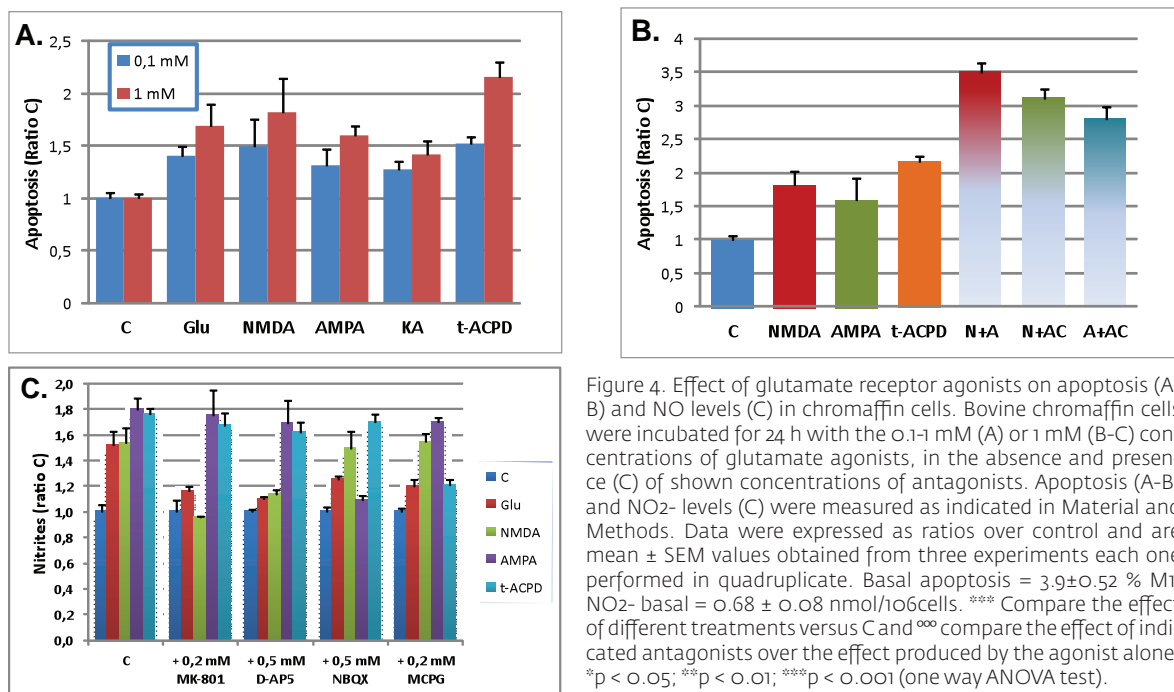 A.
2,5
2
1,5
1
0,5
0
Apoptosis (Ratio C)
0,1 mM
1 mM
C Glu NMDA AMPA KA t-ACPD
B.
4
3,5
3
2,5
2
1,5
1
0,5
0
Apoptosis (Ratio C)
C NMDA AMPA t-ACPD N+A N+AC A+AC
C.
2,0
1,8
1,6
1,4
1,2
1,0
0,8
0,6
0,4
0,2
0,0
Nitrites (ratio C)
C
Glu
NMDA
AMPA
t-ACPD
C + 0,2 mM + 0,5 mM + 0,5 mM + 0,2 mM
MK-801 D-AP5 NBQX MCPG
Figure 4. Effect of glutamate receptor agonists on apoptosis (A
B) and NO levels (C) in chromaffin cells. Bovine chromaffin cells
were incubated for 24 h with the 0.1-1 mM (A) or 1 mM (B-C) con
centrations of glutamate agonists, in the absence and presen
ce (C) of shown concentrations of antagonists. Apoptosis (A-B
and NO2- levels (C) were measured as indicated in Material and
Methods. Data were expressed as ratios over control and are
mean ± SEM values obtained from three experiments each one
performed in quadruplicate. Basal apoptosis = 3.9±0.52 % M1
NO2- basal = 0.68 ± 0.08 nmol/106cells. *** Compare the effect
of different treatments versus C and °°° compare the effect of indi
cated antagonists over the effect produced by the agonist alone
*p < 0.05; **p < 0.01; ***p < 0.001 (one way ANOVA test).